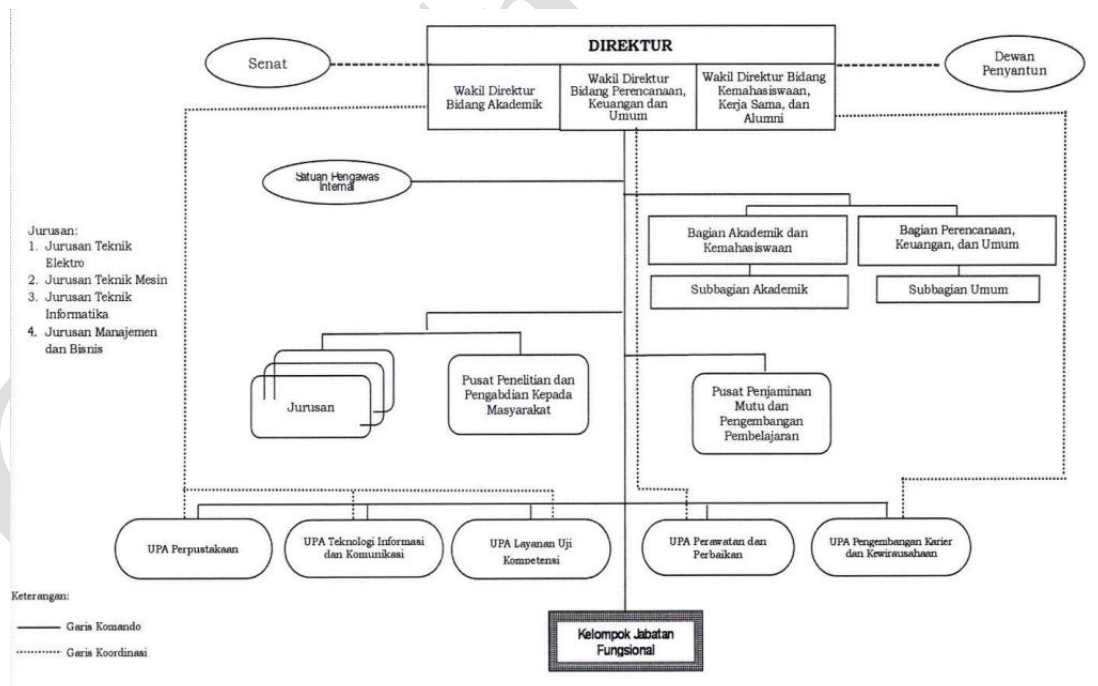 DIREKTUR
Senat
Dewan
Penyantun
Wakil Direktur
Bidang Akademik
Wakil Direktur
Bidang Perencanaan,
Keuangan dan
Umum
Wakil Direktur Bidang
Kemahasiswaan,
Kerja Sama, dan
Alumni
Satuan Pengawas
Internal
Bagian Akademik dan
Kemahasiswaan
Bagian Perencanaan,
Keuangan, dan Umum
Subbagian Akademik
Subbagian Umum
Jurusan:
1. Jurusan Teknik
Elektro
2. Jurusan Teknik Mesin
3. Jurusan Teknik
Informatika
4. Jurusan Manajemen
dan Bisnis
Jurusan
Pusat Penelitian dan
Pengabdian Kepada
Masyarakat
Pusat Penjaminan
Mutu dan
Pengembangan
Pembelajaran
UPA Perpustakaan
UPA Teknologi Informasi
dan Komunikasi
UPA Layanan Uji
Kompetensi
UPA Perawatan dan
Perbaikan
UPA Pengembangan Karier
dan Kewirausahaan
Keterangan:
Garis Komando
Garis Koordinasi
Kelompok Jabatan
Fungsional